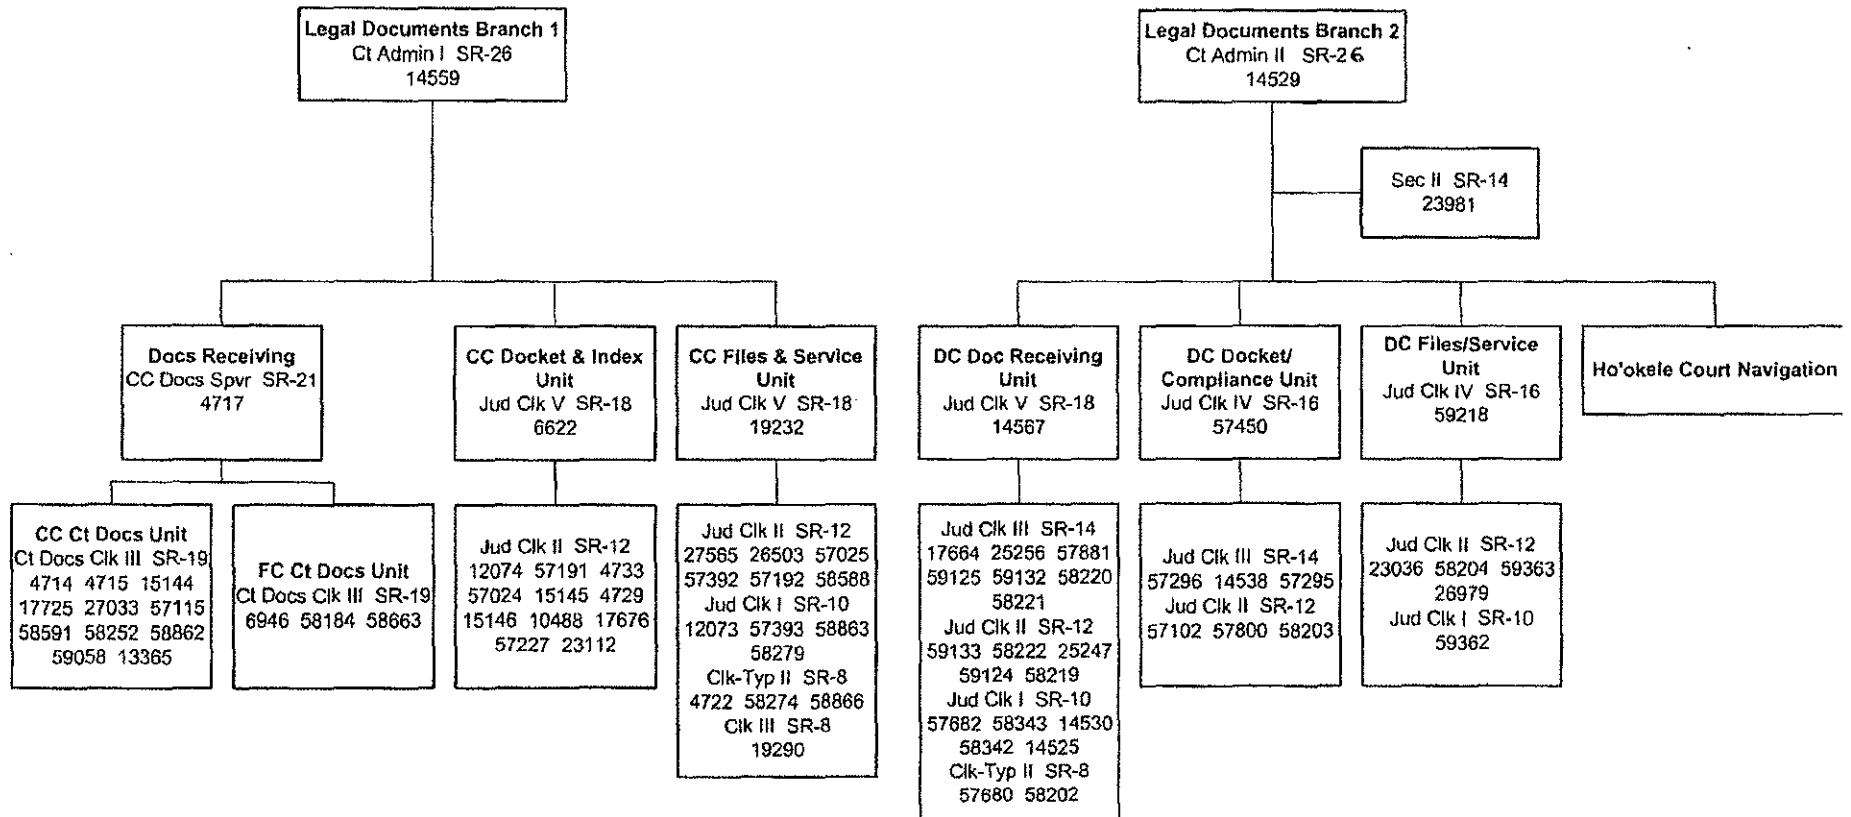 Legal Documents Branch 1
Ct Admin I SR-26
14559
Legal Documents Branch 2
Ct Admin II SR-26
14529
Sec II SR-14
23981
Docs Receiving
CC Docs Spvr SR-21
4717
CC Docket & Index
Unit
Jud Clk V SR-18
6622
CC Files & Service
Unit
Jud Clk V SR-18
19232
DC Doc Receiving
Unit
Jud Clk V SR-18
14567
DC Docket/
Compliance Unit
Jud Clk IV SR-16
57450
DC Files/Service
Unit
Jud Clk IV SR-16
59218
Ho'okele Court Navigation
CC Ct Docs Unit
Ct Docs Clk III SR-19
4714 4715 15144
17725 27033 57115
58591 58252 58862
59058 13365
FC Ct Docs Unit
Ct Docs Clk III SR-19
6946 58184 58663
Jud Clk II SR-12
12074 57191 4733
57024 15145 4729
15146 10488 17676
57227 23112
Jud Clk II SR-12
27565 26503 57025
57392 57192 58588
Jud Clk I SR-10
12073 57393 58863
58279
Clk-Typ II SR-8
4722 58274 58866
Clk III SR-8
19290
Jud Clk III SR-14
17664 25256 57881
59125 59132 58220
58221
Jud Clk II SR-12
59133 58222 25247
59124 58219
Jud Clk I SR-10
57682 58343 14530
58342 14525
Clk-Typ II SR-8
57680 58202
Jud Clk III SR-14
57296 14538 57295
Jud Clk II SR-12
57102 57800 58203
Jud Clk II SR-12
23036 58204 59363
26979
Jud Clk I SR-10
59362